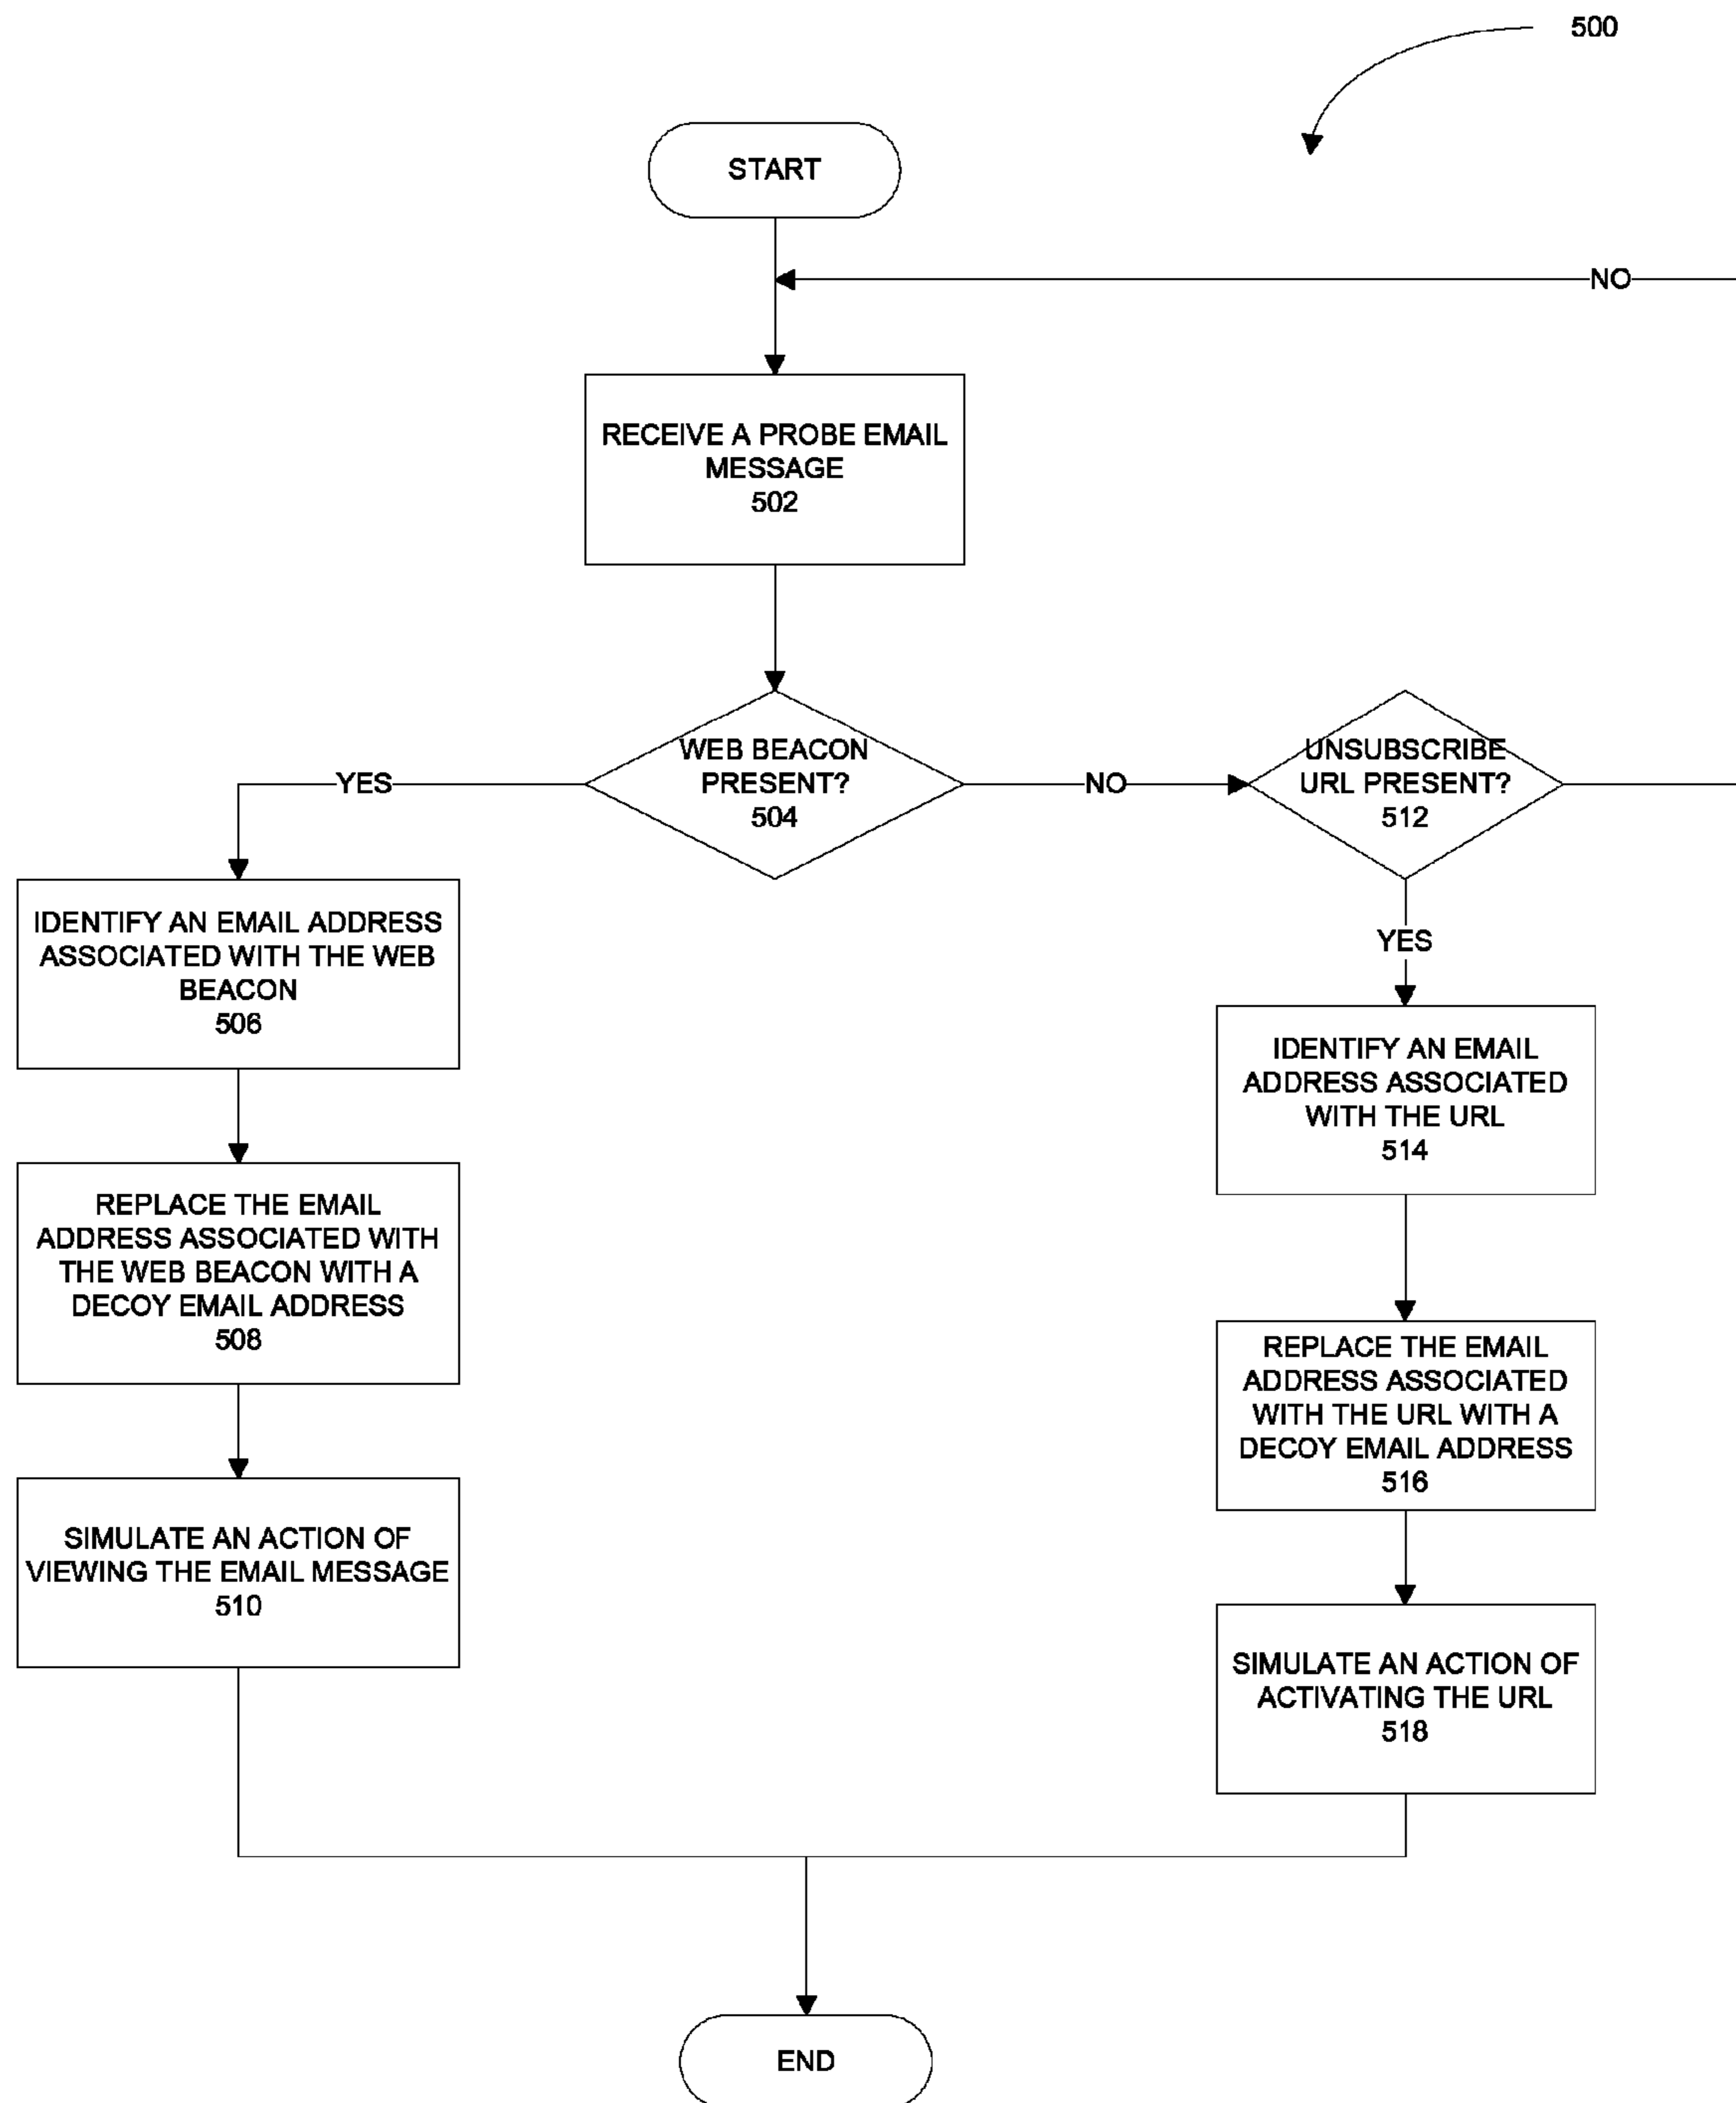 500
START
NO
RECEIVE A PROBE EMAIL
MESSAGE
502
WEB BEACON
PRESENT?
504
YES
NO
UNSUBSCRIBE
URL PRESENT?
512
YES
IDENTIFY AN EMAIL ADDRESS
ASSOCIATED WITH THE WEB
BEACON
506
IDENTIFY AN EMAIL
ADDRESS ASSOCIATED
WITH THE URL
514
REPLACE THE EMAIL
ADDRESS ASSOCIATED WITH
THE WEB BEACON WITH A
DECOY EMAIL ADDRESS
508
REPLACE THE EMAIL
ADDRESS ASSOCIATED
WITH THE URL WITH A
DECOY EMAIL ADDRESS
516
SIMULATE AN ACTION OF
VIEWING THE EMAIL MESSAGE
510
SIMULATE AN ACTION OF
ACTIVATING THE URL
518
END